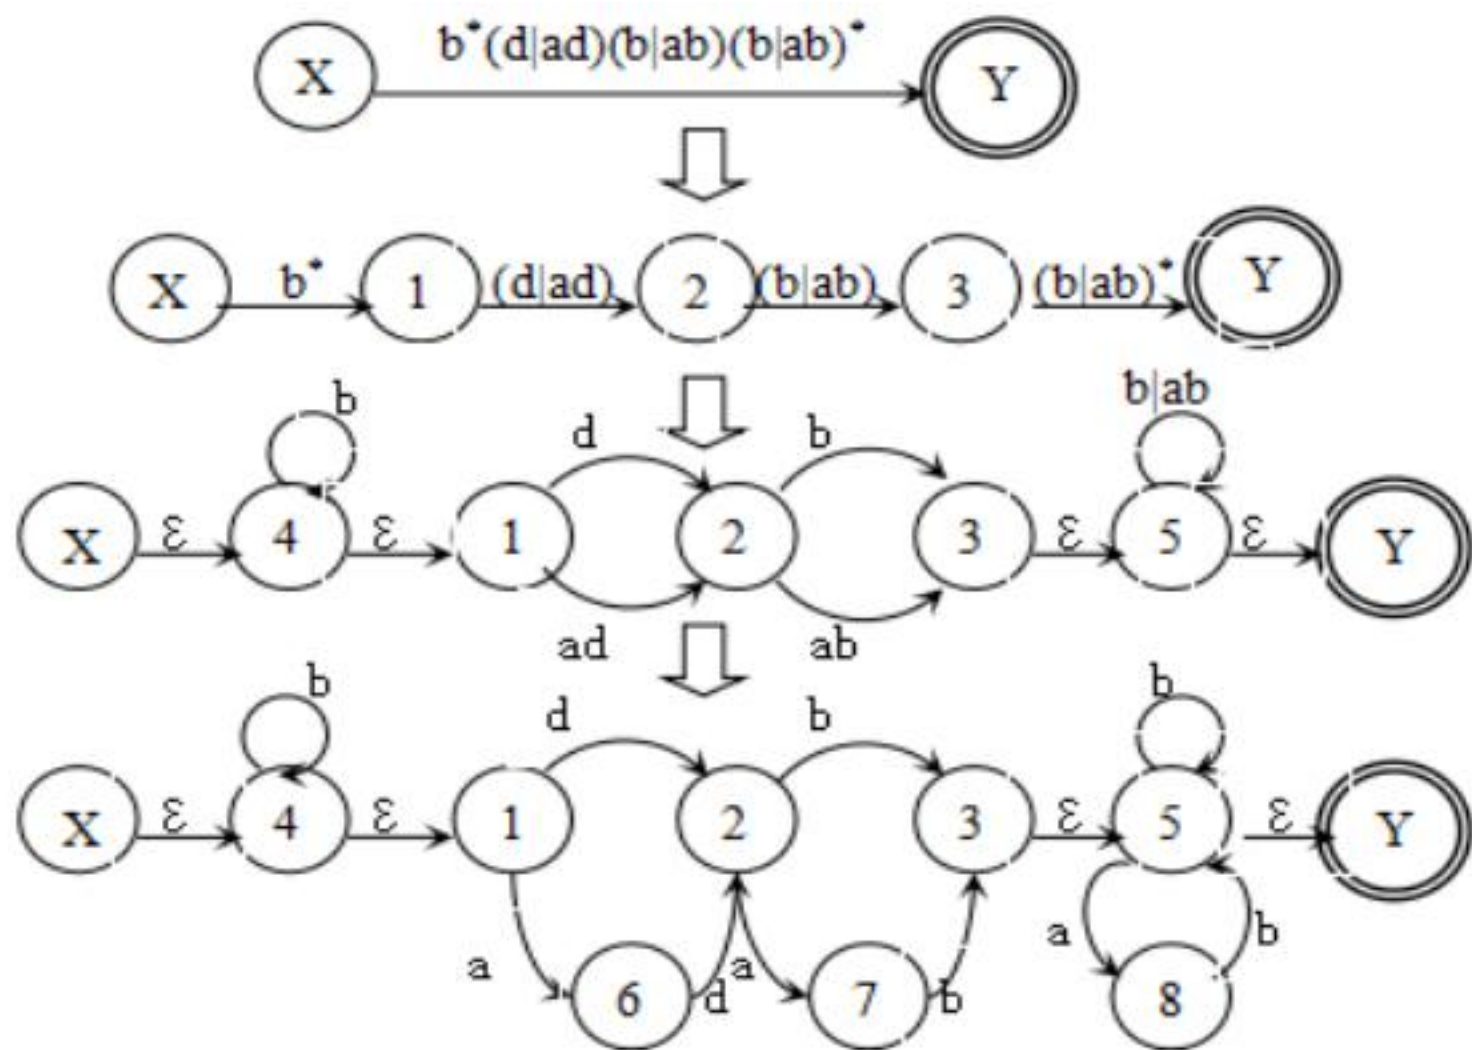 b*(d|ad)(b|ab)(b|ab)*
X Y
X b* 1 (d|ad) 2 (b|ab) 3 (b|ab)* Y
b d b b|ab
X ε 4 ε 1 2 3 ε 5 ε Y
ad ab
b d b b
X ε 4 ε 1 2 3 ε 5 ε Y
a 6 d a 7 b a 8 b